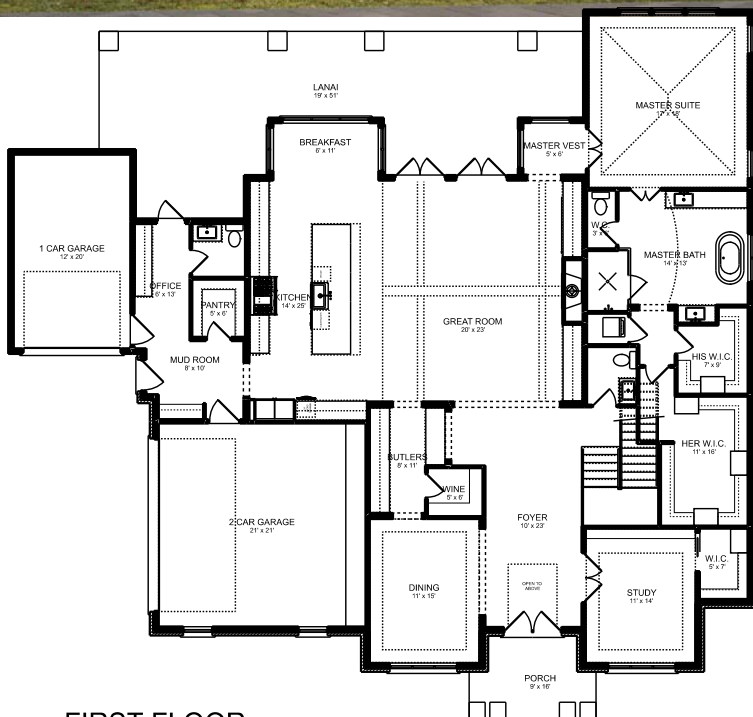 LANAI
19' x 51'
BREAKFAST
6' x 11'
MASTER VEST
5' x 6'
MASTER SUITE
17' x 18'
1 CAR GARAGE
12' x 20'
OFFICE
6' x 13'
PANTRY
5' x 6'
KITCHEN
14' x 25'
GREAT ROOM
20' x 23'
W.C.
MASTER BATH
14' x 13'
MUD ROOM
8' x 10'
HIS W.I.C.
7' x 9'
HER W.I.C.
11' x 16'
BUTLERS
8' x 11'
WINE
5' x 6'
2 CAR GARAGE
21' x 21'
FOYER
10' x 23'
OPEN TO
ABOVE
DINING
11' x 15'
STUDY
11' x 14'
W.I.C.
5' x 7'
PORCH
9' x 16'
FIRST FLOOR